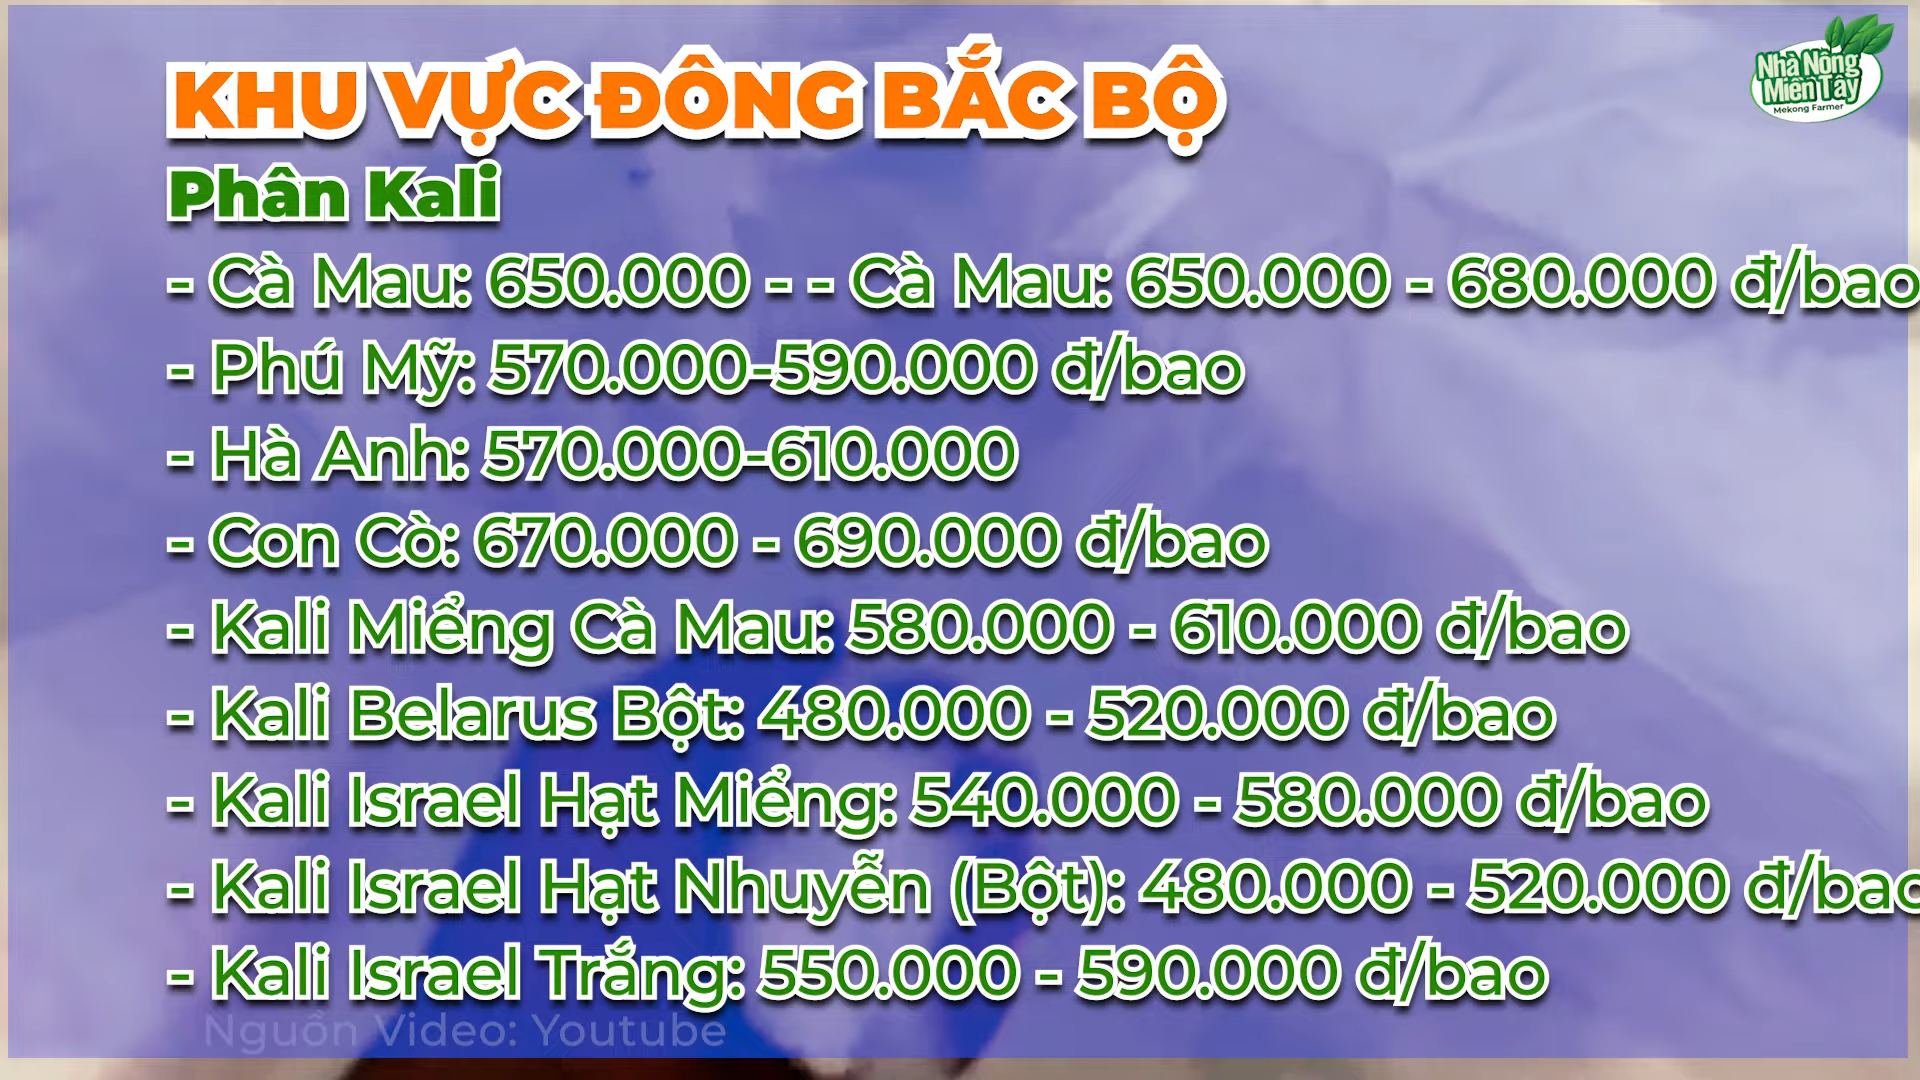 KHU VỰC ĐÔNG BẮC BỘ
Nhà Nông
Miền Tây
Mekong Farmer
Phân Kali
- Cà Mau: 650.000 - - Cà Mau: 650.000 - 680.000 đ/bao
- Phú Mỹ: 570.000-590.000 đ/bao
- Hà Anh: 570.000-610.000
- Con Cò: 670.000 - 690.000 đ/bao
- Kali Miểng Cà Mau: 580.000 - 610.000 đ/bao
- Kali Belarus Bột: 480.000 - 520.000 đ/bao
- Kali Israel Hạt Miểng: 540.000 - 580.000 đ/bao
- Kali Israel Hạt Nhuyễn (Bột): 480.000 - 520.000 đ/bao
- Kali Israel Trắng: 550.000 - 590.000 đ/bao
Nguồn Video: Youtube